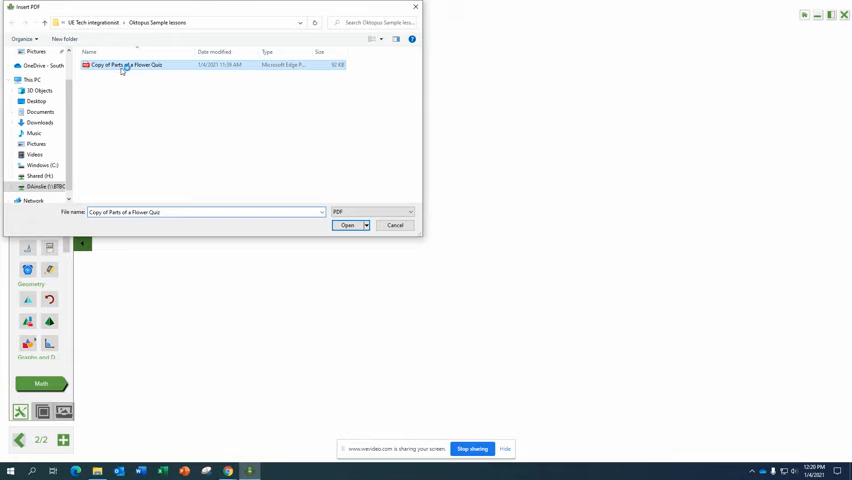 Insert PDF
UE Tech integrationist
Oktopus Sample lessons
Search Oktopus Sample less...
Organize
New folder
Name
Date modified
Type
Size
Pictures
Copy of Parts of a Flower Quiz
1/4/2021 11:39 AM
Microsoft Edge P...
92 KB
OneDrive - South
This PC
3D Objects
Desktop
Documents
Downloads
Music
Pictures
Videos
Windows (C:)
Shared (H:)
DAinslie (\\BTBC
Network
File name:
Copy of Parts of a Flower Quiz
PDF
Open
Cancel
Geometry
Graphs and D...
Math
2/2
www.wevideo.com is sharing your screen.
Stop sharing
Hide
12:20 PM
1/4/2021